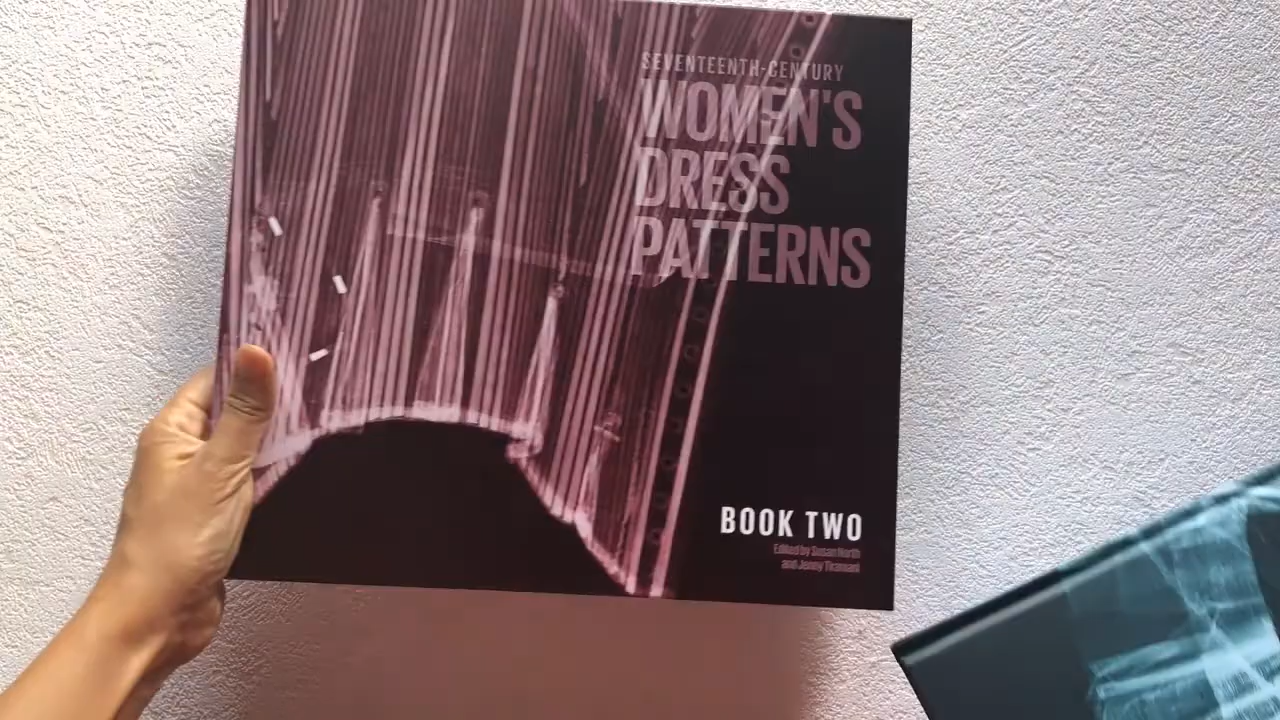 SEVENTEENTH-CENTURY
WOMEN'S
DRESS
PATTERNS
BOOK TWO
Edited by Susan North
and Jenny Tiramani